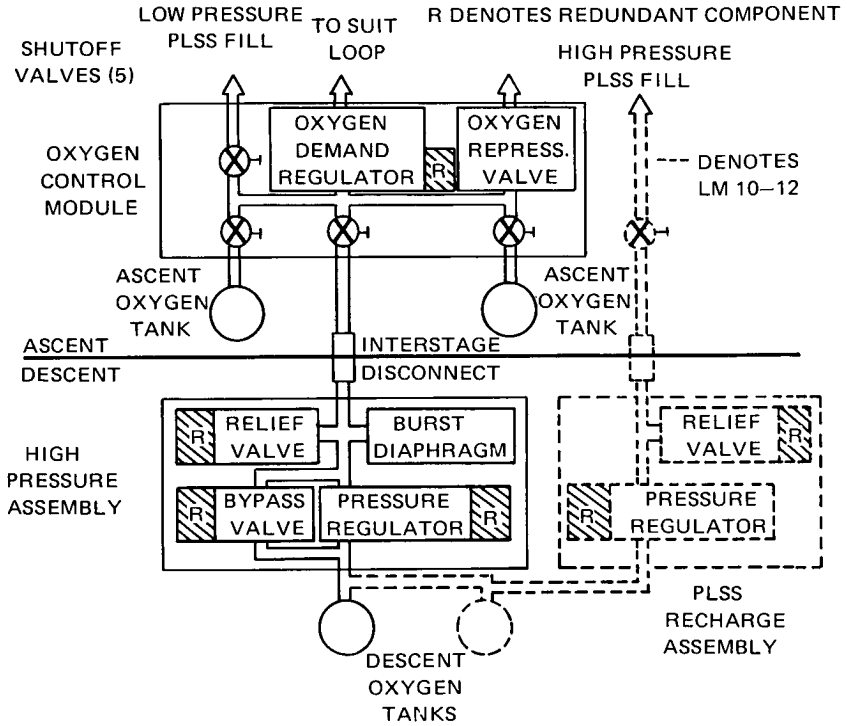 LOW PRESSURE
PLSS FILL
TO SUIT
LOOP
R DENOTES REDUNDANT COMPONENT
SHUTOFF
VALVES (5)
HIGH PRESSURE
PLSS FILL
OXYGEN
CONTROL
MODULE
OXYGEN
DEMAND
REGULATOR
R
OXYGEN
REPRESS.
VALVE
--- DENOTES
LM 10–12
ASCENT
OXYGEN
TANK
ASCENT
OXYGEN
TANK
ASCENT
DESCENT
INTERSTAGE
DISCONNECT
HIGH
PRESSURE
ASSEMBLY
R
RELIEF
VALVE
BURST
DIAPHRAGM
R
BYPASS
VALVE
PRESSURE
REGULATOR
R
RELIEF
VALVE
R
R
PRESSURE
REGULATOR
PLSS
RECHARGE
ASSEMBLY
DESCENT
OXYGEN
TANKS